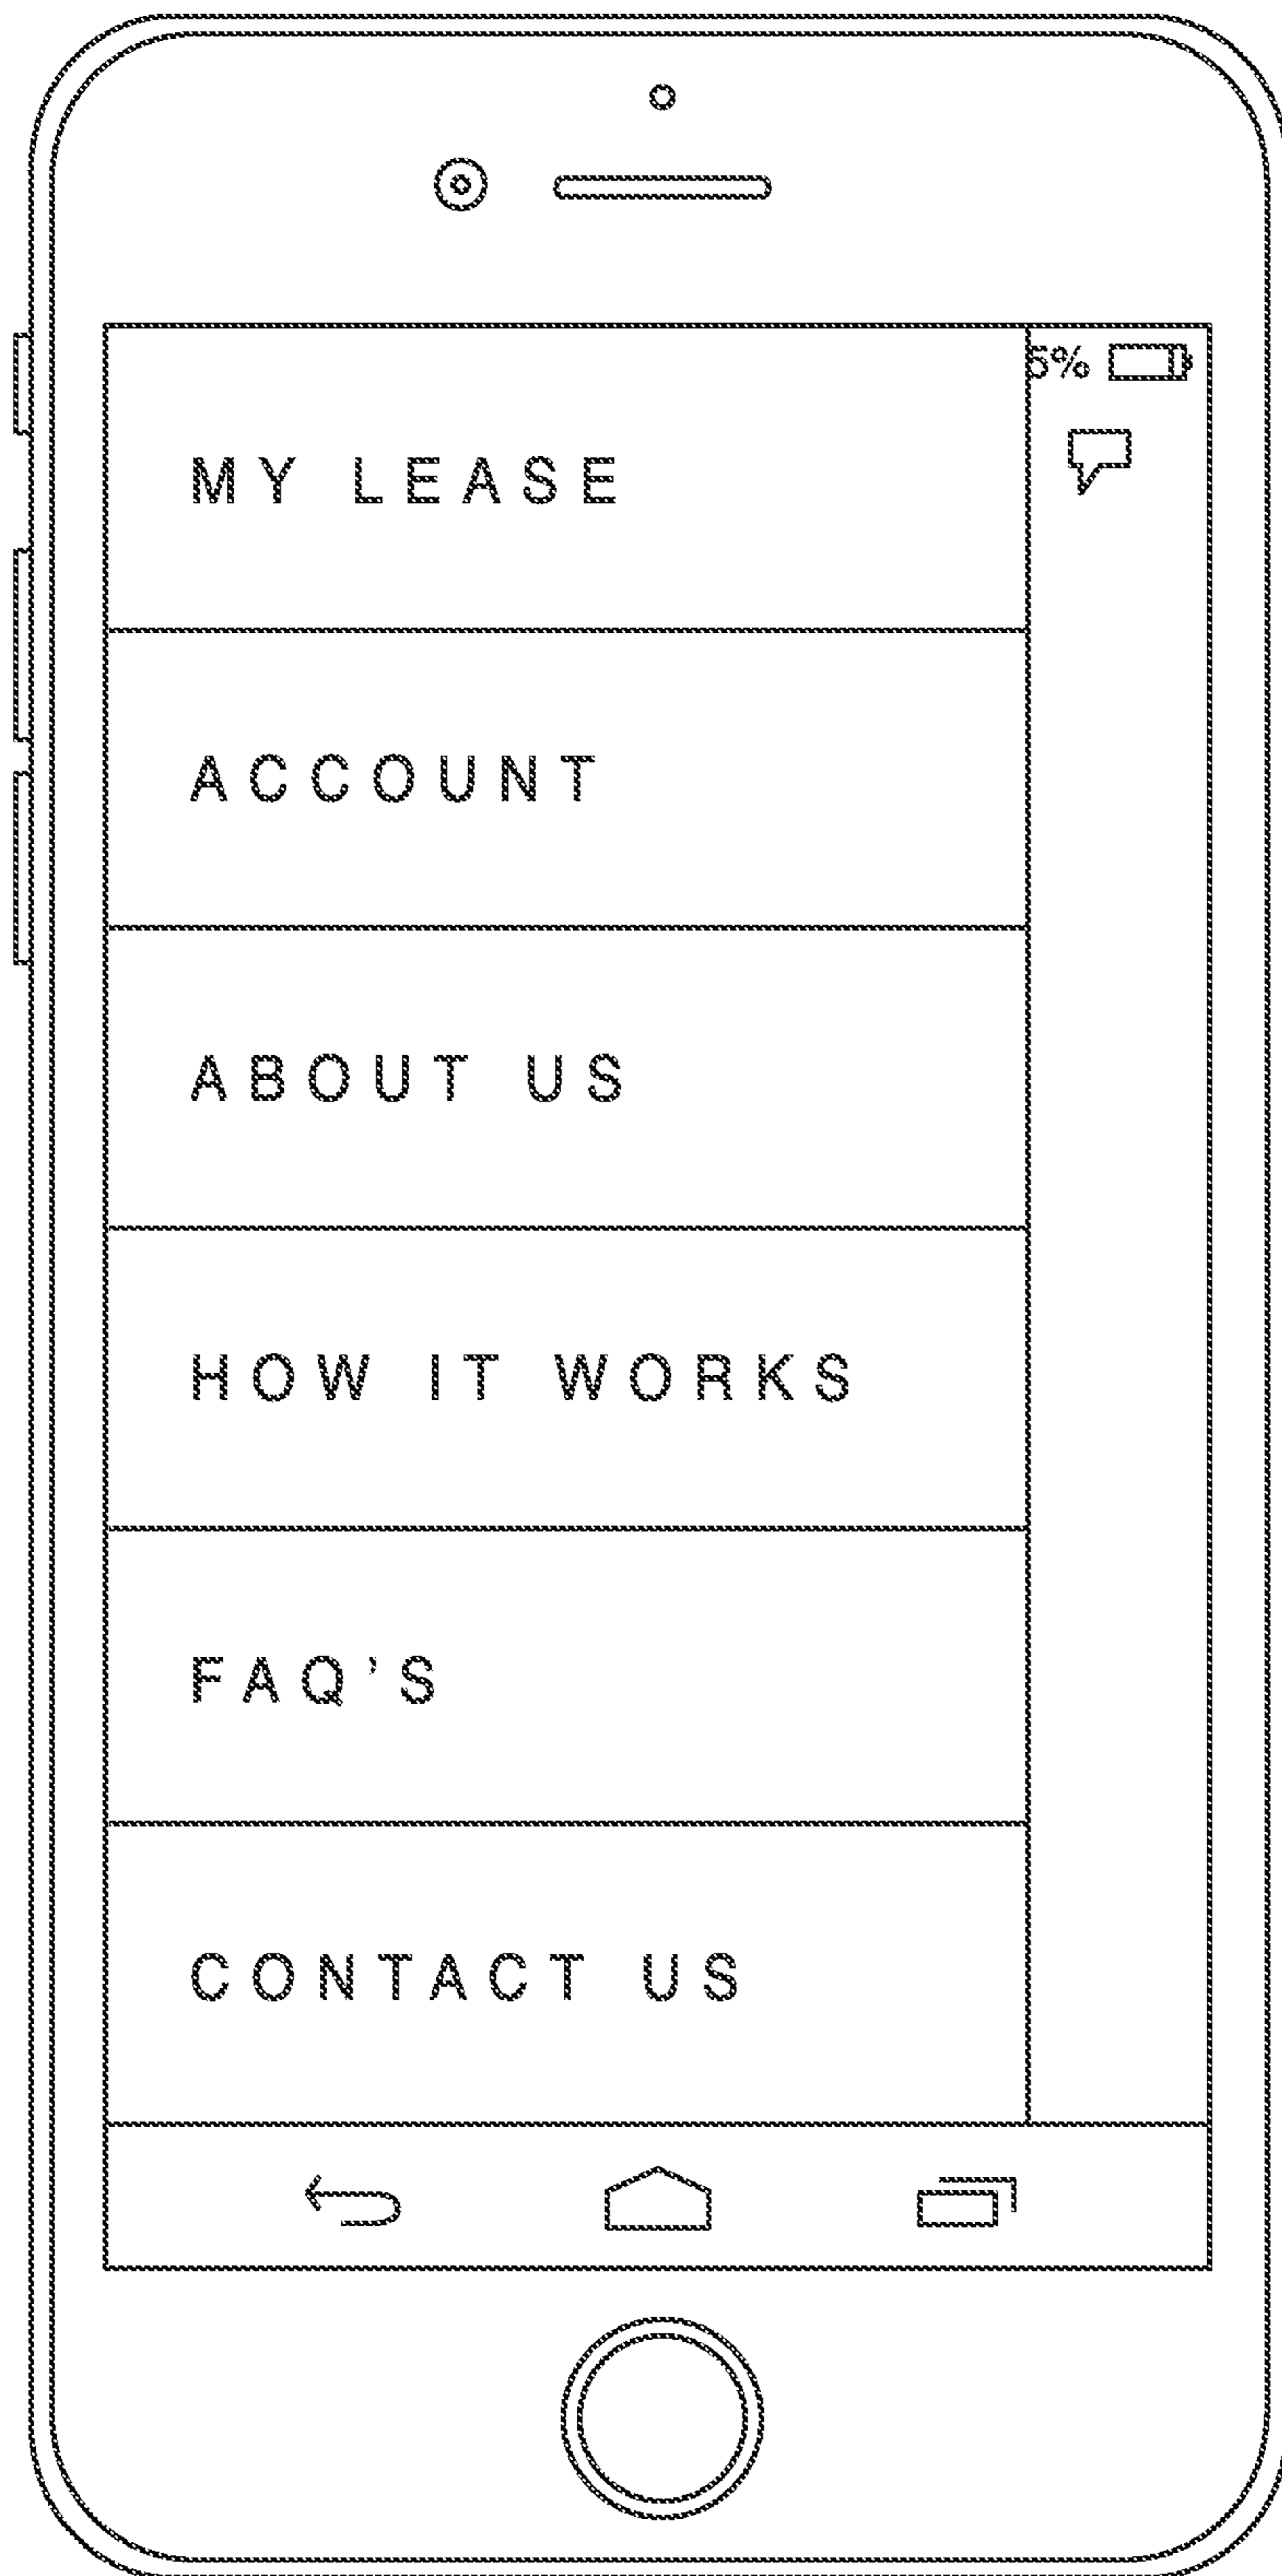 5%
MY LEASE
ACCOUNT
ABOUT US
HOW IT WORKS
FAQ'S
CONTACT US